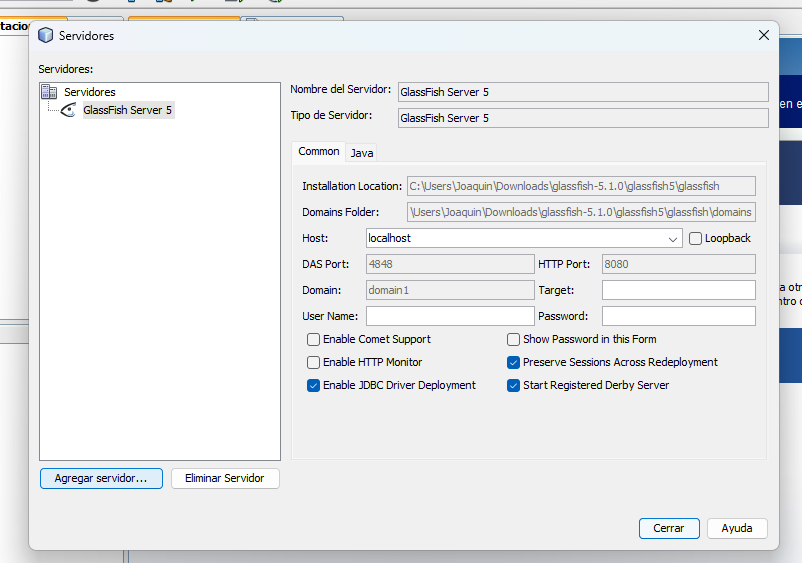 tacion
Servidores
Servidores:
Servidores
GlassFish Server 5
Nombre del Servidor: GlassFish Server 5
Tipo de Servidor: GlassFish Server 5
Common Java
Installation Location: C:\Users\Joaquin\Downloads\glassfish-5.1.0\glassfish5\glassfish
Domains Folder: \Users\Joaquin\Downloads\glassfish-5.1.0\glassfish5\glassfish\domains
Host: localhost Loopback
DAS Port: 4848 HTTP Port: 8080
Domain: domain1 Target:
User Name: Password:
Enable Comet Support Show Password in this Form
Enable HTTP Monitor Preserve Sessions Across Redeployment
Enable JDBC Driver Deployment Start Registered Derby Server
Agregar servidor... Eliminar Servidor
Cerrar Ayuda
en e
a otr
ntro c